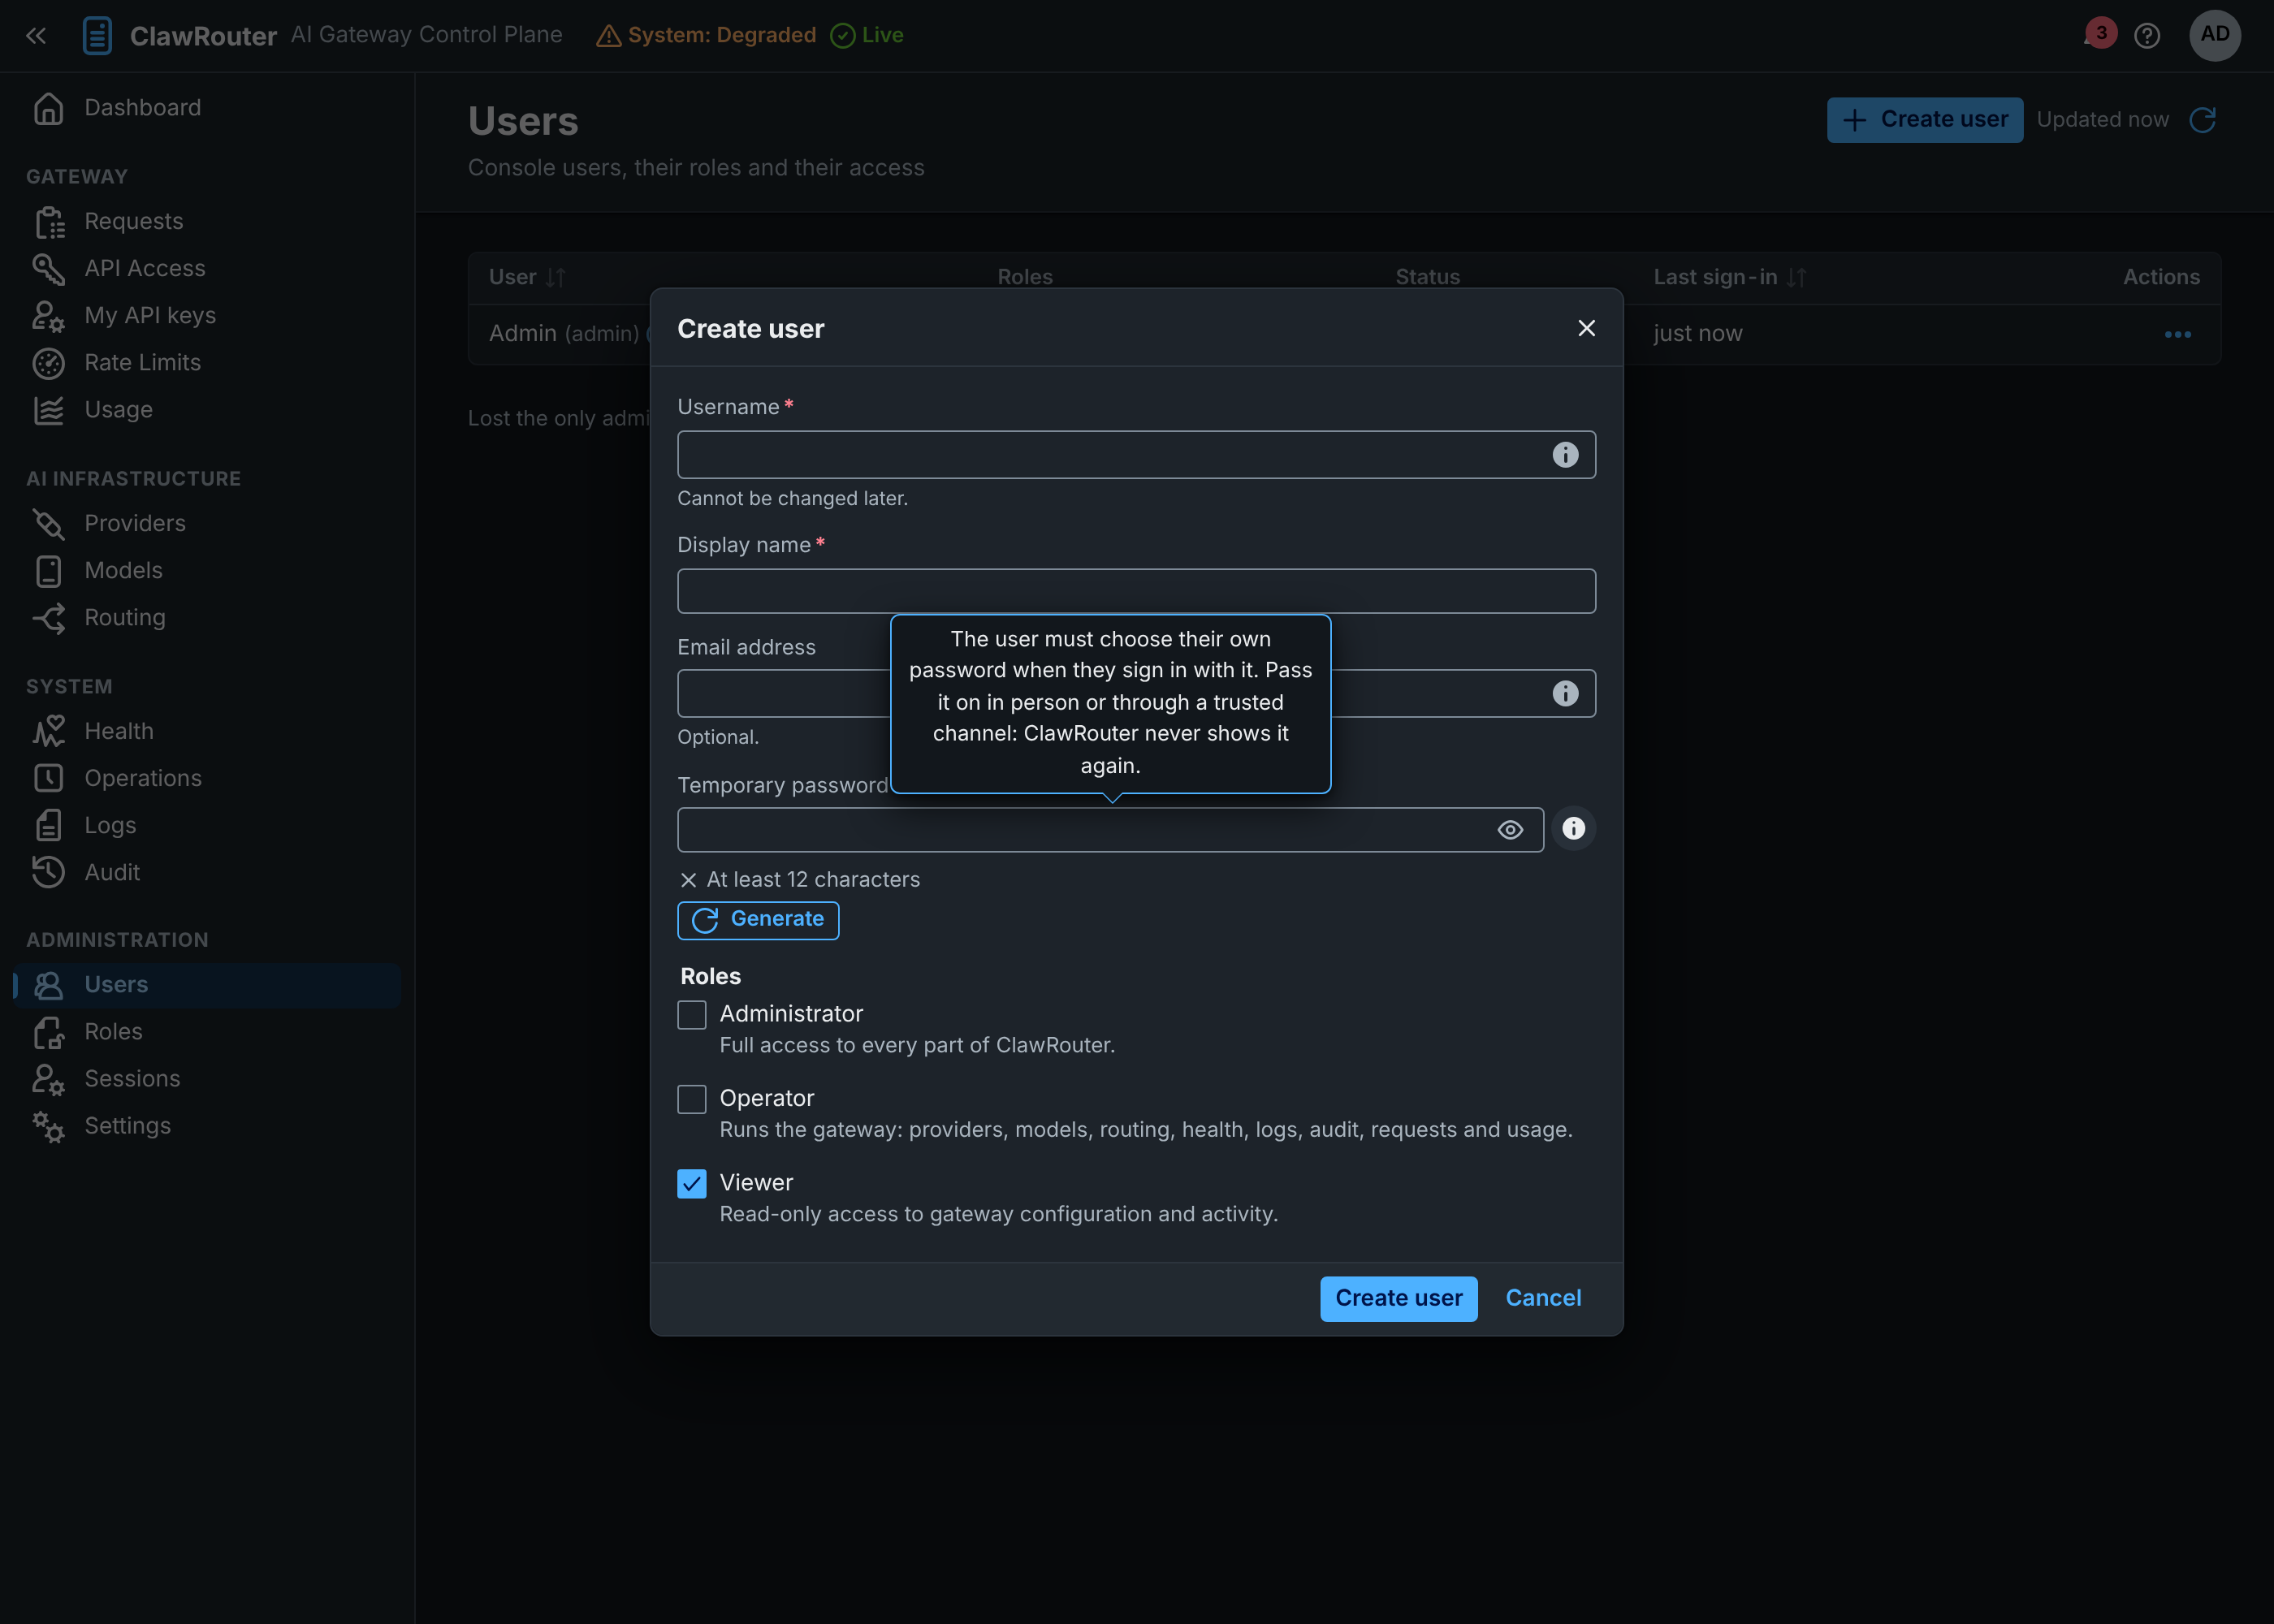 ClawRouter AI Gateway Control Plane System: Degraded Live 3 AD
Dashboard
GATEWAY
Requests
API Access
My API keys
Rate Limits
Usage
AI INFRASTRUCTURE
Providers
Models
Routing
SYSTEM
Health
Operations
Logs
Audit
ADMINISTRATION
Users
Roles
Sessions
Settings
Users
Create user Updated now
Console users, their roles and their access
User Roles Status Last sign-in Actions
Admin (admin) just now
Lost the only admi
Create user
Username *
Cannot be changed later.
Display name *
Email address
Optional.
The user must choose their own
password when they sign in with it. Pass
it on in person or through a trusted
channel: ClawRouter never shows it
again.
Temporary password
At least 12 characters
Generate
Roles
Administrator
Full access to every part of ClawRouter.
Operator
Runs the gateway: providers, models, routing, health, logs, audit, requests and usage.
Viewer
Read-only access to gateway configuration and activity.
Create user Cancel